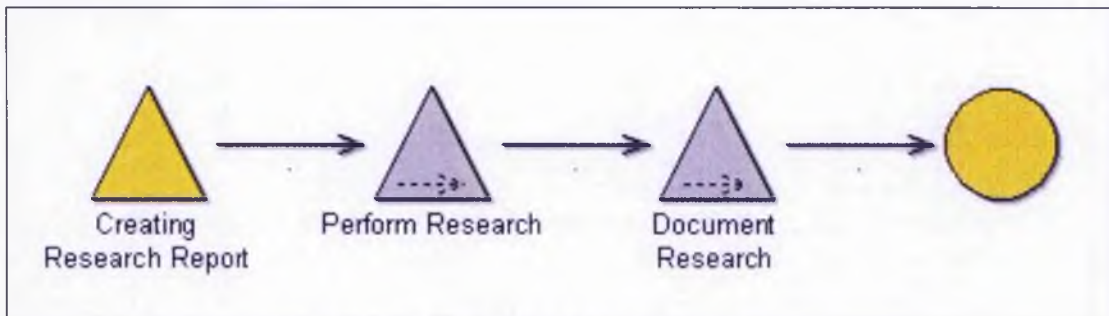 Creating
Research Report
Perform Research
Document
Research